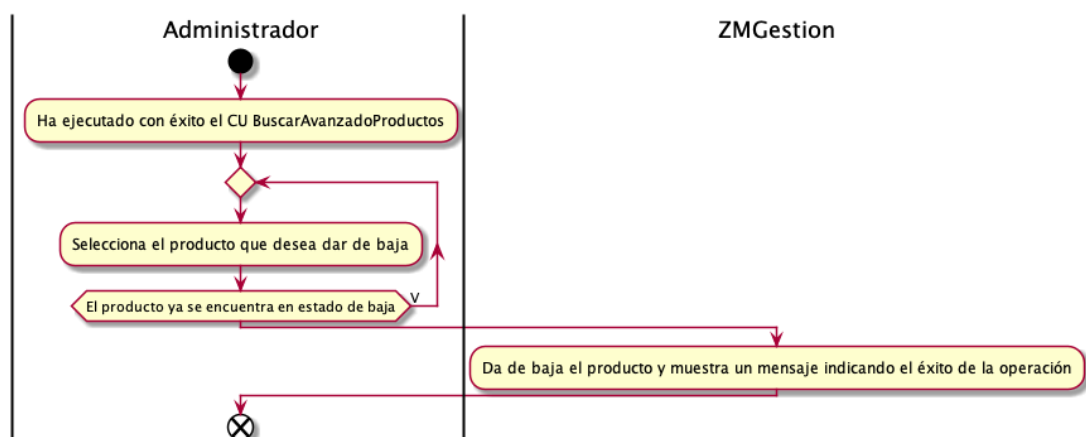 Administrador
ZMGestion
Ha ejecutado con éxito el CU BuscarAvanzadoProductos
Selecciona el producto que desea dar de baja
El producto ya se encuentra en estado de baja
V
Da de baja el producto y muestra un mensaje indicando el éxito de la operación